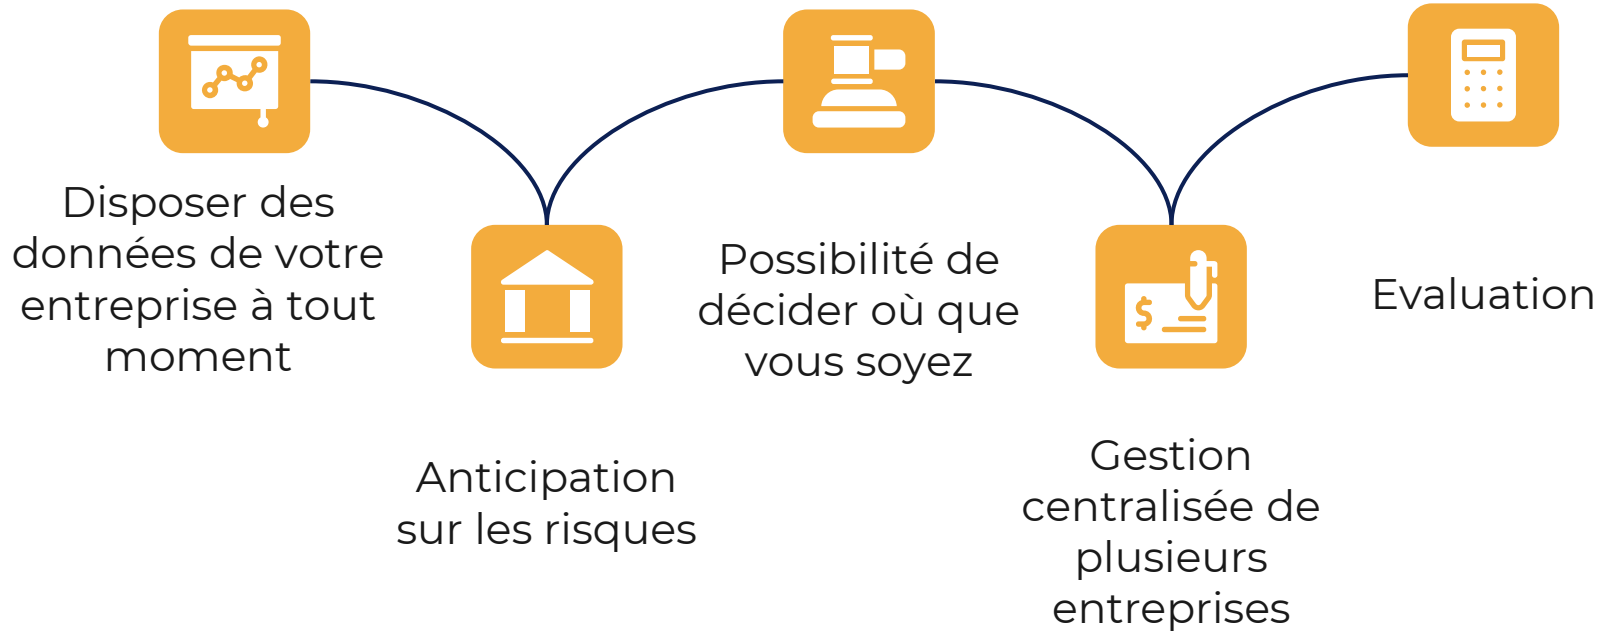 Disposer des
données de votre
entreprise à tout
moment
Anticipation
sur les risques
Possibilité de
décider où que
vous soyez
$
Gestion
centralisée de
plusieurs
entreprises
Evaluation